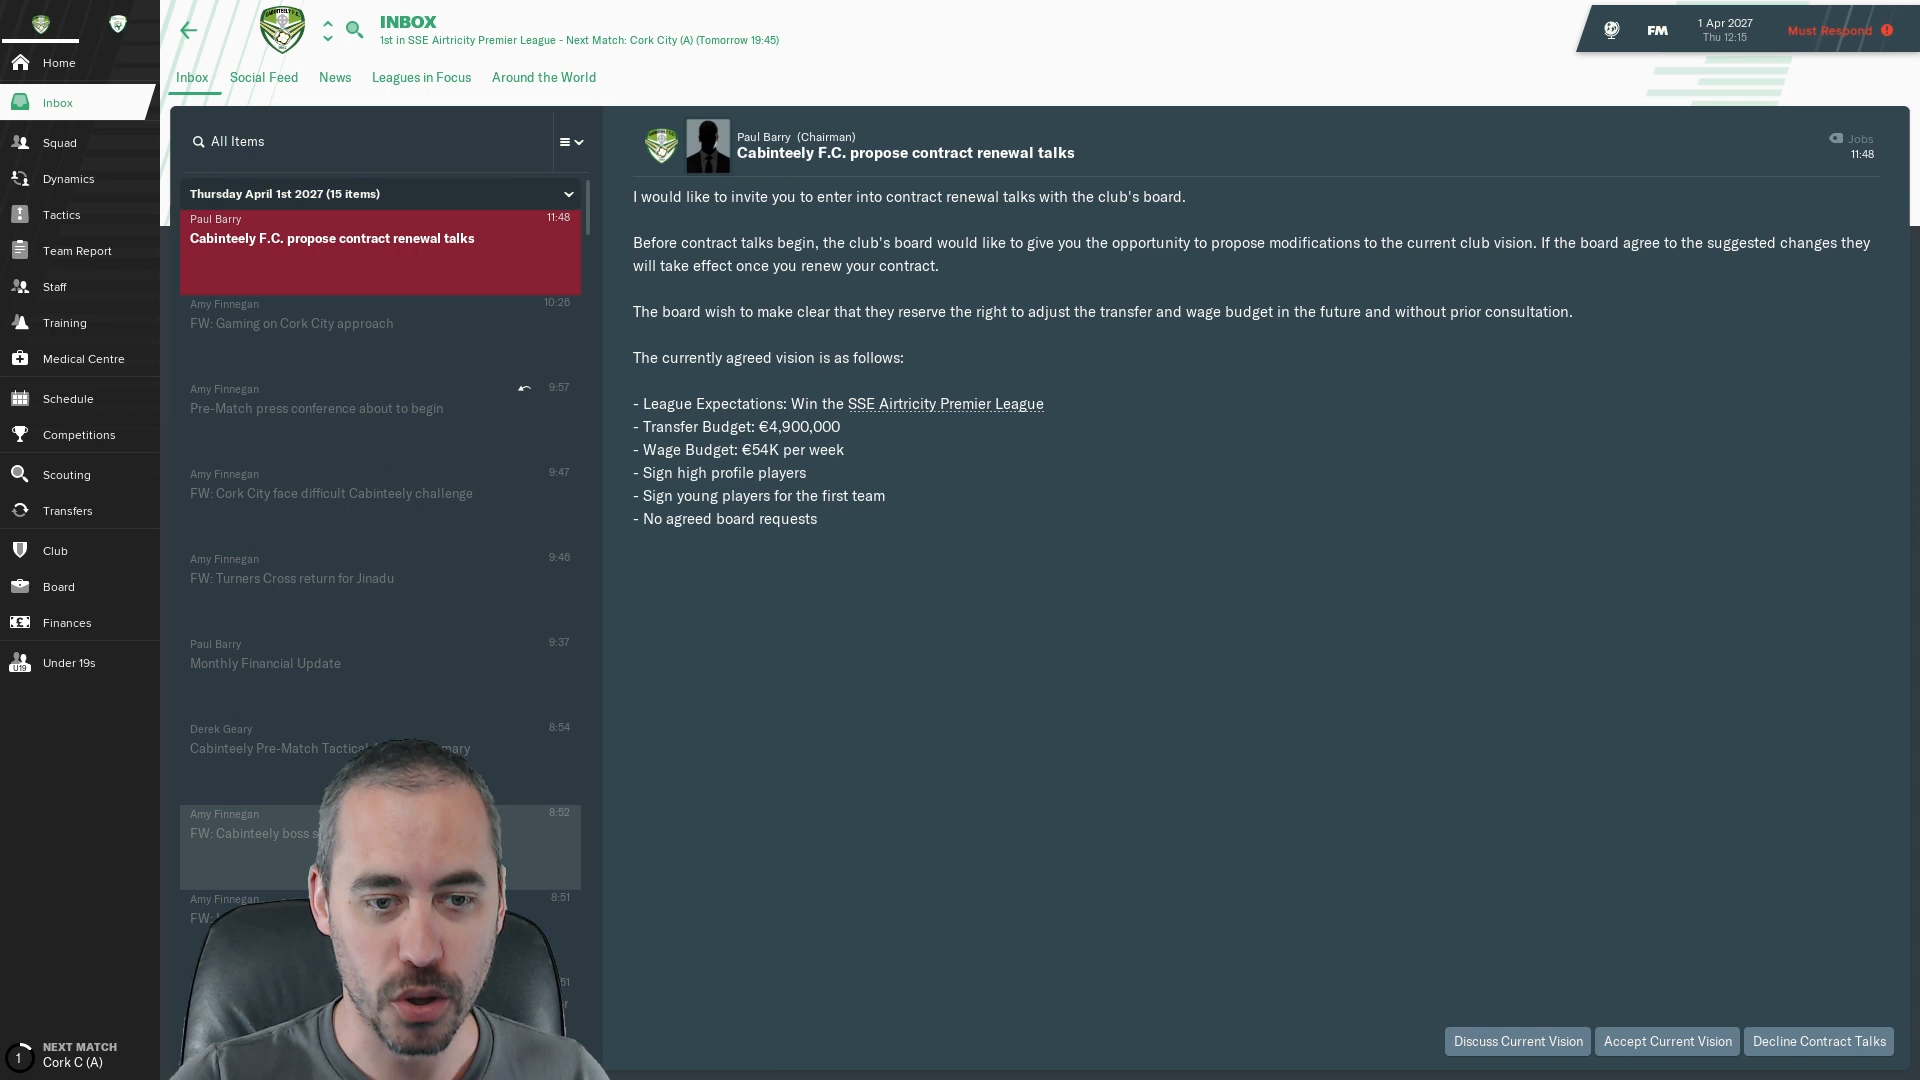 INBOX
1st in SSE Airtricity Premier League - Next Match: Cork City (A) (Tomorrow 19:45)
FM
1 Apr 2027
Thu 12:15
Must Respond
Inbox
Social Feed
News
Leagues in Focus
Around the World
Home
Inbox
Squad
Dynamics
Tactics
Team Report
Staff
Training
Medical Centre
Schedule
Competitions
Scouting
Transfers
Club
Board
Finances
U19
Under 19s
1
NEXT MATCH
Cork C (A)
All Items
Thursday April 1st 2027 (15 items)
Paul Barry
11:48
Cabinteely F.C. propose contract renewal talks
Amy Finnegan
10:26
FW: Gaming on Cork City approach
Amy Finnegan
9:57
Pre-Match press conference about to begin
Amy Finnegan
9:47
FW: Cork City face difficult Cabinteely challenge
Amy Finnegan
9:46
FW: Turners Cross return for Jinadu
Paul Barry
9:37
Monthly Financial Update
Derek Geary
8:54
Cabinteely Pre-Match Tactical
Amy Finnegan
8:52
FW: Cabinteely boss
Amy Finnegan
8:51
FW:
Paul Barry (Chairman)
Cabinteely F.C. propose contract renewal talks
Jobs
11:48
I would like to invite you to enter into contract renewal talks with the club's board.
Before contract talks begin, the club's board would like to give you the opportunity to propose modifications to the current club vision. If the board agree to the suggested changes they
will take effect once you renew your contract.
The board wish to make clear that they reserve the right to adjust the transfer and wage budget in the future and without prior consultation.
The currently agreed vision is as follows:
- League Expectations: Win the SSE Airtricity Premier League
- Transfer Budget: €4,900,000
- Wage Budget: €54K per week
- Sign high profile players
- Sign young players for the first team
- No agreed board requests
Discuss Current Vision
Accept Current Vision
Decline Contract Talks